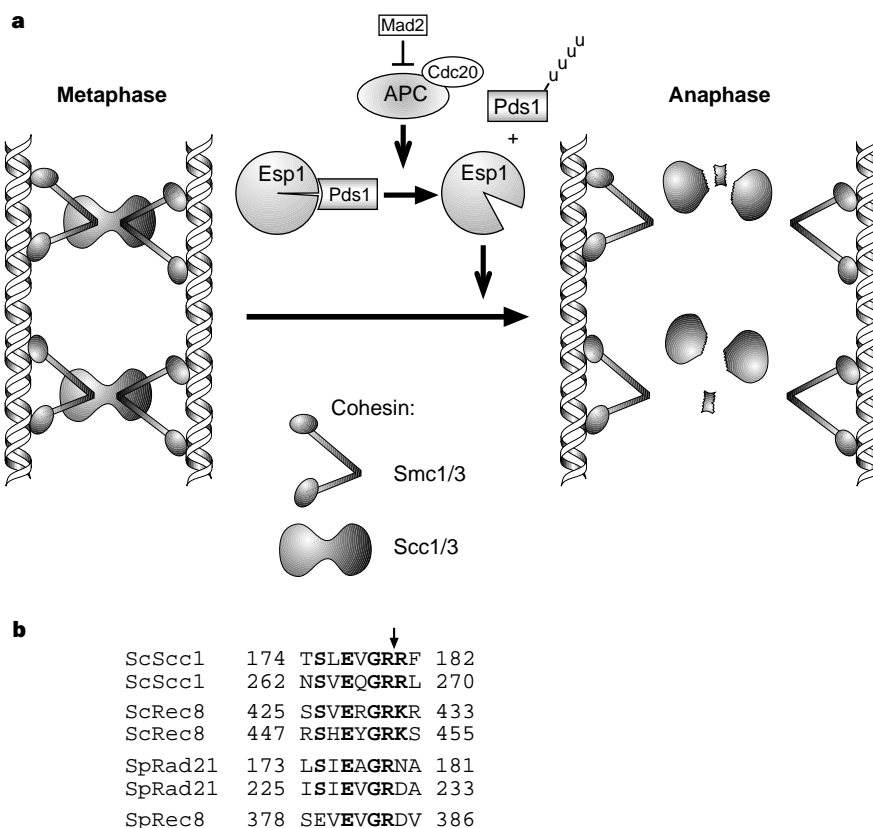 a
Mad2
Cdc20
APC
u
u
u
u
Pds1
+
Metaphase
Anaphase
Esp1
Pds1
Esp1
Cohesin:
Smc1/3
Scc1/3
b
ScScc1 174 TSLEVGRRF 182
ScScc1 262 NSVEQGRRL 270
ScRec8 425 SSVERGRKR 433
ScRec8 447 RSHEYGRKS 455
SpRad21 173 LSIEAGRNA 181
SpRad21 225 ISIEVGRDA 233
SpRec8 378 SEVEVGRDV 386